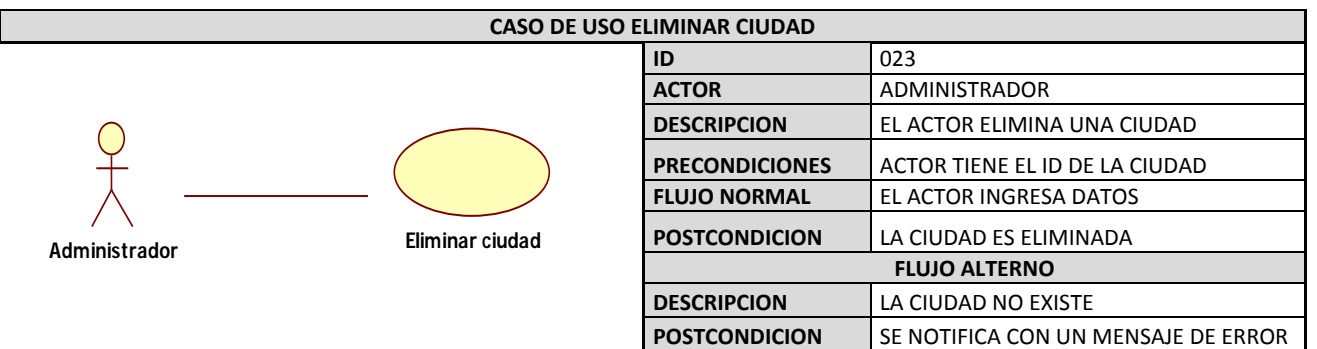 CASO DE USO ELIMINAR CIUDAD
ID 023
ACTOR ADMINISTRADOR
DESCRIPCION EL ACTOR ELIMINA UNA CIUDAD
PRECONDICIONES ACTOR TIENE EL ID DE LA CIUDAD
FLUJO NORMAL EL ACTOR INGRESA DATOS
POSTCONDICION LA CIUDAD ES ELIMINADA
FLUJO ALTERNO
DESCRIPCION LA CIUDAD NO EXISTE
POSTCONDICION SE NOTIFICA CON UN MENSAJE DE ERROR
Administrador
Eliminar ciudad